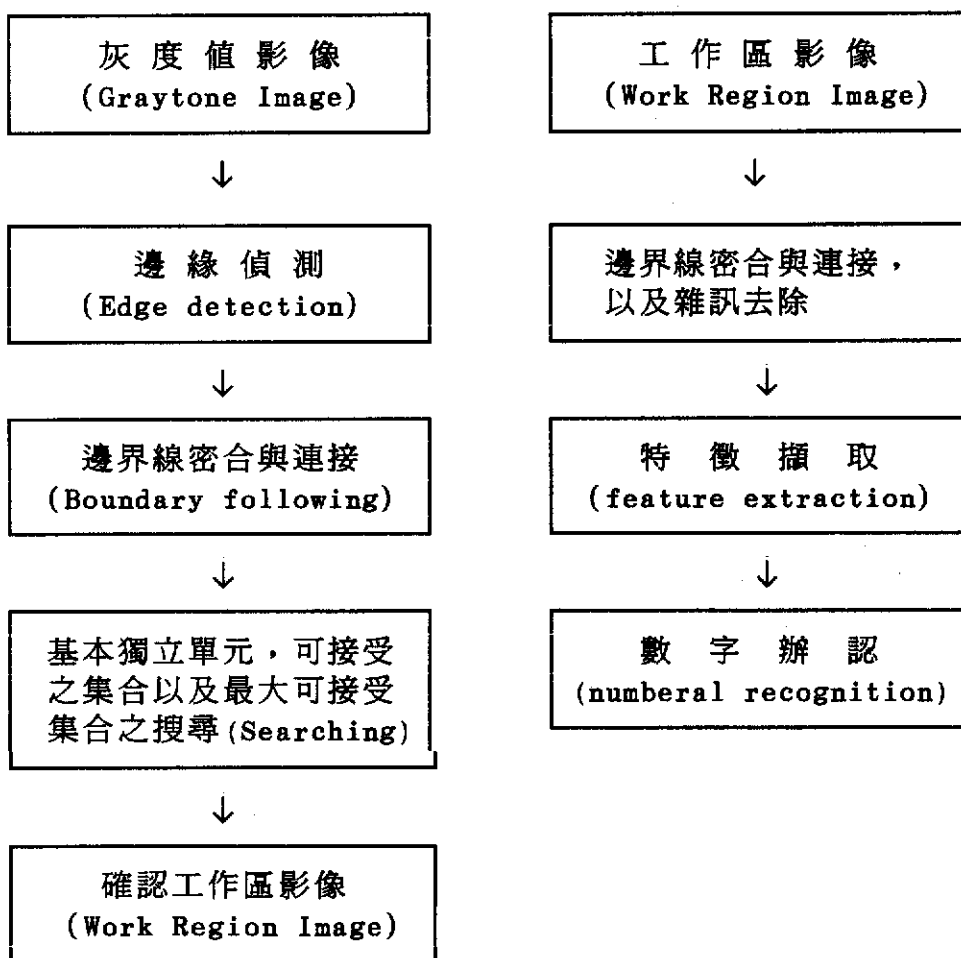 灰度值影像
(Graytone Image)
↓
邊緣偵測
(Edge detection)
↓
邊界線密合與連接
(Boundary following)
↓
基本獨立單元，可接受
之集合以及最大可接受
集合之搜尋(Searching)
↓
確認工作區影像
(Work Region Image)
工作區影像
(Work Region Image)
↓
邊界線密合與連接，
以及雜訊去除
↓
特徵擷取
(feature extraction)
↓
數字辦認
(numberal recognition)